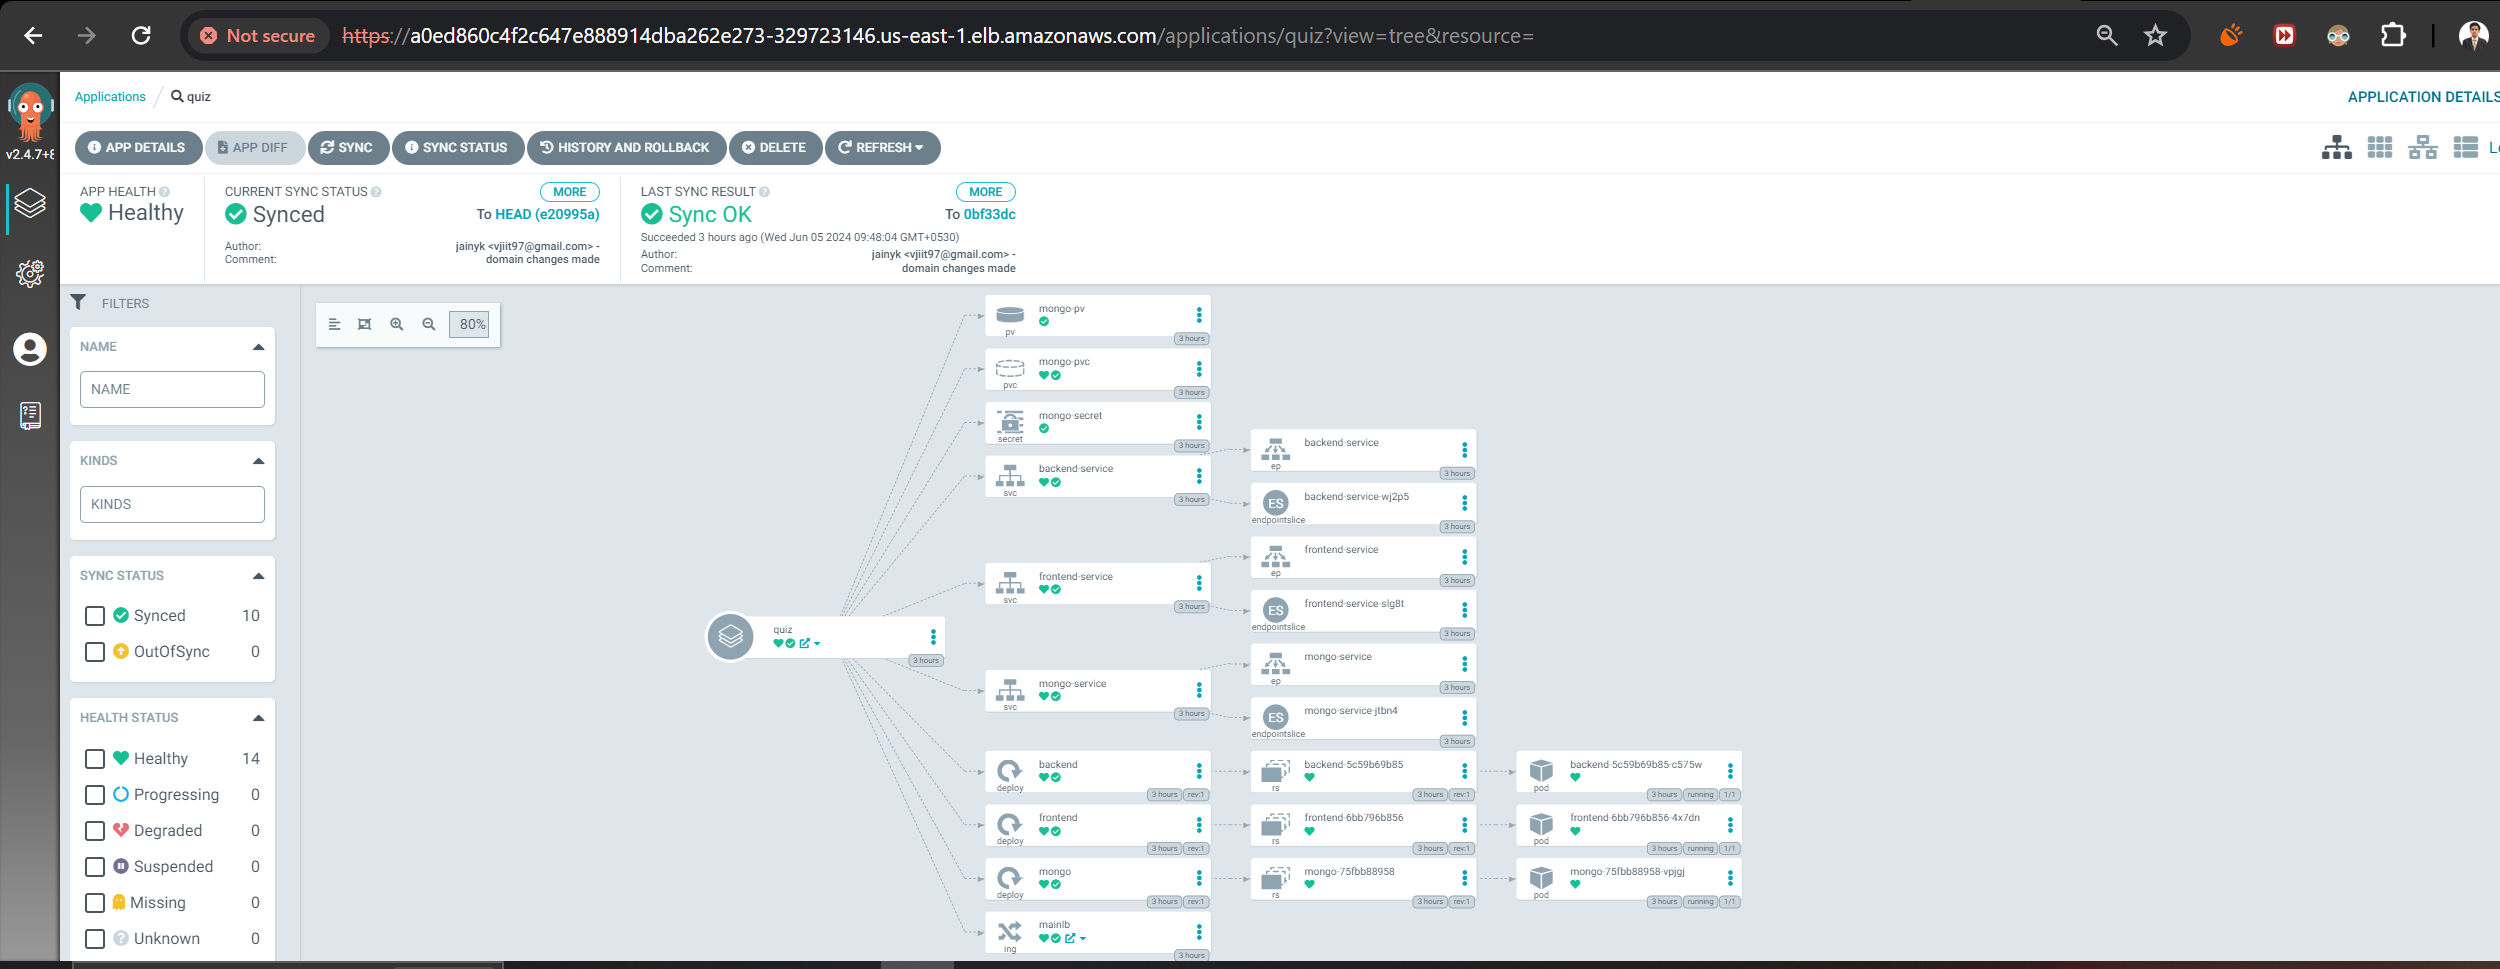 Not secure https://a0ed860c4f2c647e888914dba262e273-329723146.us-east-1.elb.amazonaws.com/applications/quiz?view=tree&resource=
v2.4.7+8
Applications / quiz
APPLICATION DETAILS
APP DETAILS APP DIFF SYNC SYNC STATUS HISTORY AND ROLLBACK DELETE REFRESH
APP HEALTH
Healthy
CURRENT SYNC STATUS MORE
Synced To HEAD (e20995a)
Author: jainyk <vjiit97@gmail.com> -
Comment: domain changes made
LAST SYNC RESULT MORE
Sync OK To 0bf33dc
Succeeded 3 hours ago (Wed Jun 05 2024 09:48:04 GMT+0530)
Author: jainyk <vjiit97@gmail.com> -
Comment: domain changes made
FILTERS
NAME
NAME
KINDS
KINDS
SYNC STATUS
Synced 10
OutOfSync 0
HEALTH STATUS
Healthy 14
Progressing 0
Degraded 0
Suspended 0
Missing 0
Unknown 0
80%
quiz
3 hours
mongo-pv
pv
3 hours
mongo-pvc
pvc
3 hours
mongo-secret
secret
3 hours
backend-service
svc
3 hours
backend-service
ep
3 hours
backend-service-wj2p5
ES
endpointslice
3 hours
frontend-service
svc
3 hours
frontend-service
ep
3 hours
frontend-service-slg8t
ES
endpointslice
3 hours
mongo-service
svc
3 hours
mongo-service
ep
3 hours
mongo-service-jtbn4
ES
endpointslice
3 hours
backend
deploy
3 hours rev:1
backend-5c59b69b85
rs
3 hours rev:1
backend-5c59b69b85-c575w
pod
3 hours running 1/1
frontend
deploy
3 hours rev:1
frontend-6bb796b856
rs
3 hours rev:1
frontend-6bb796b856-4x7dn
pod
3 hours running 1/1
mongo
deploy
3 hours rev:1
mongo-75fbb88958
rs
3 hours rev:1
mongo-75fbb88958-vpjgj
pod
3 hours running 1/1
mainlb
ing
3 hours